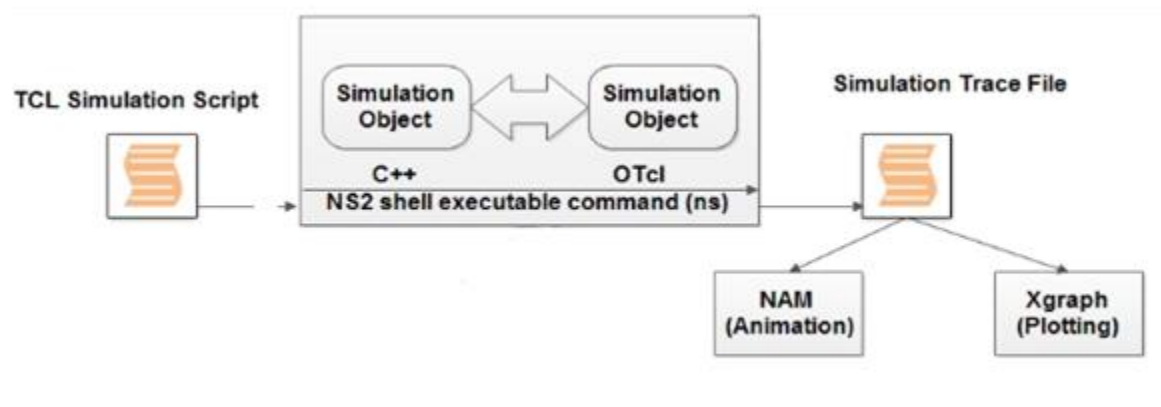 TCL Simulation Script
Simulation
Object
Simulation
Object
C++
OTcl
NS2 shell executable command (ns)
Simulation Trace File
NAM
(Animation)
Xgraph
(Plotting)